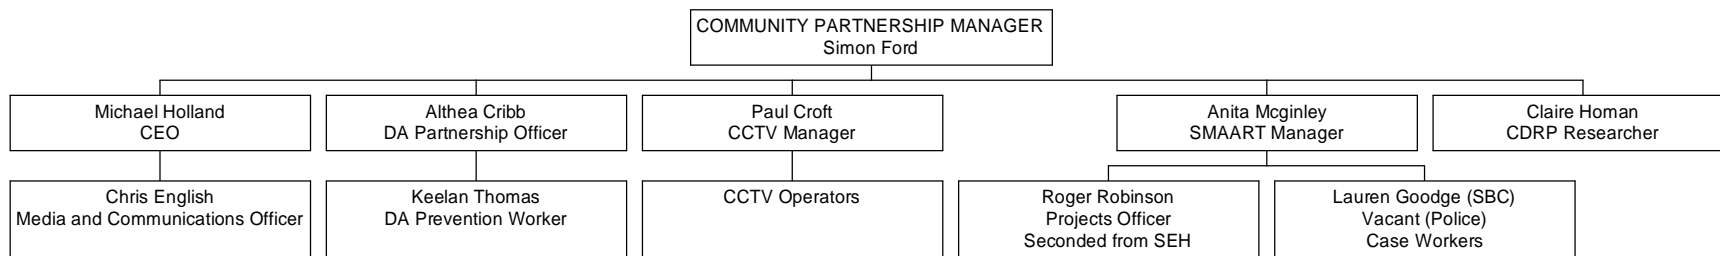 COMMUNITY PARTNERSHIP MANAGER
Simon Ford
Michael Holland
CEO
Althea Cribb
DA Partnership Officer
Paul Croft
CCTV Manager
Anita Mcginley
SMAART Manager
Claire Homan
CDRP Researcher
Chris English
Media and Communications Officer
Keelan Thomas
DA Prevention Worker
CCTV Operators
Roger Robinson
Projects Officer
Seconded from SEH
Lauren Goodge (SBC)
Vacant (Police)
Case Workers